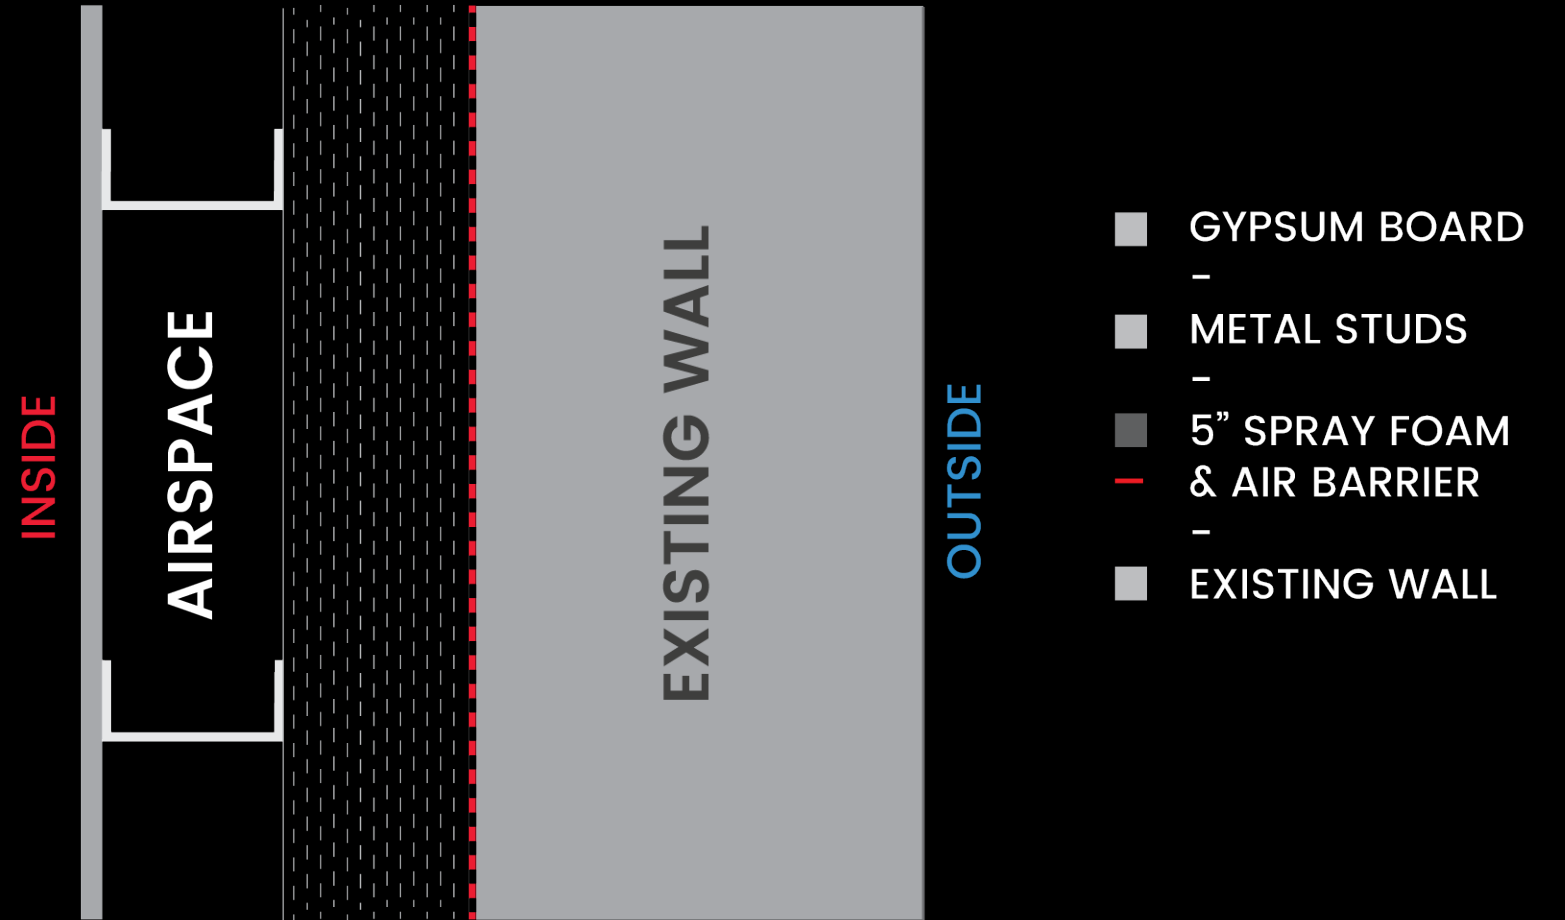 INSIDE
AIRSPACE
EXISTING WALL
OUTSIDE
GYPSUM BOARD
–
METAL STUDS
–
5” SPRAY FOAM
& AIR BARRIER
–
EXISTING WALL